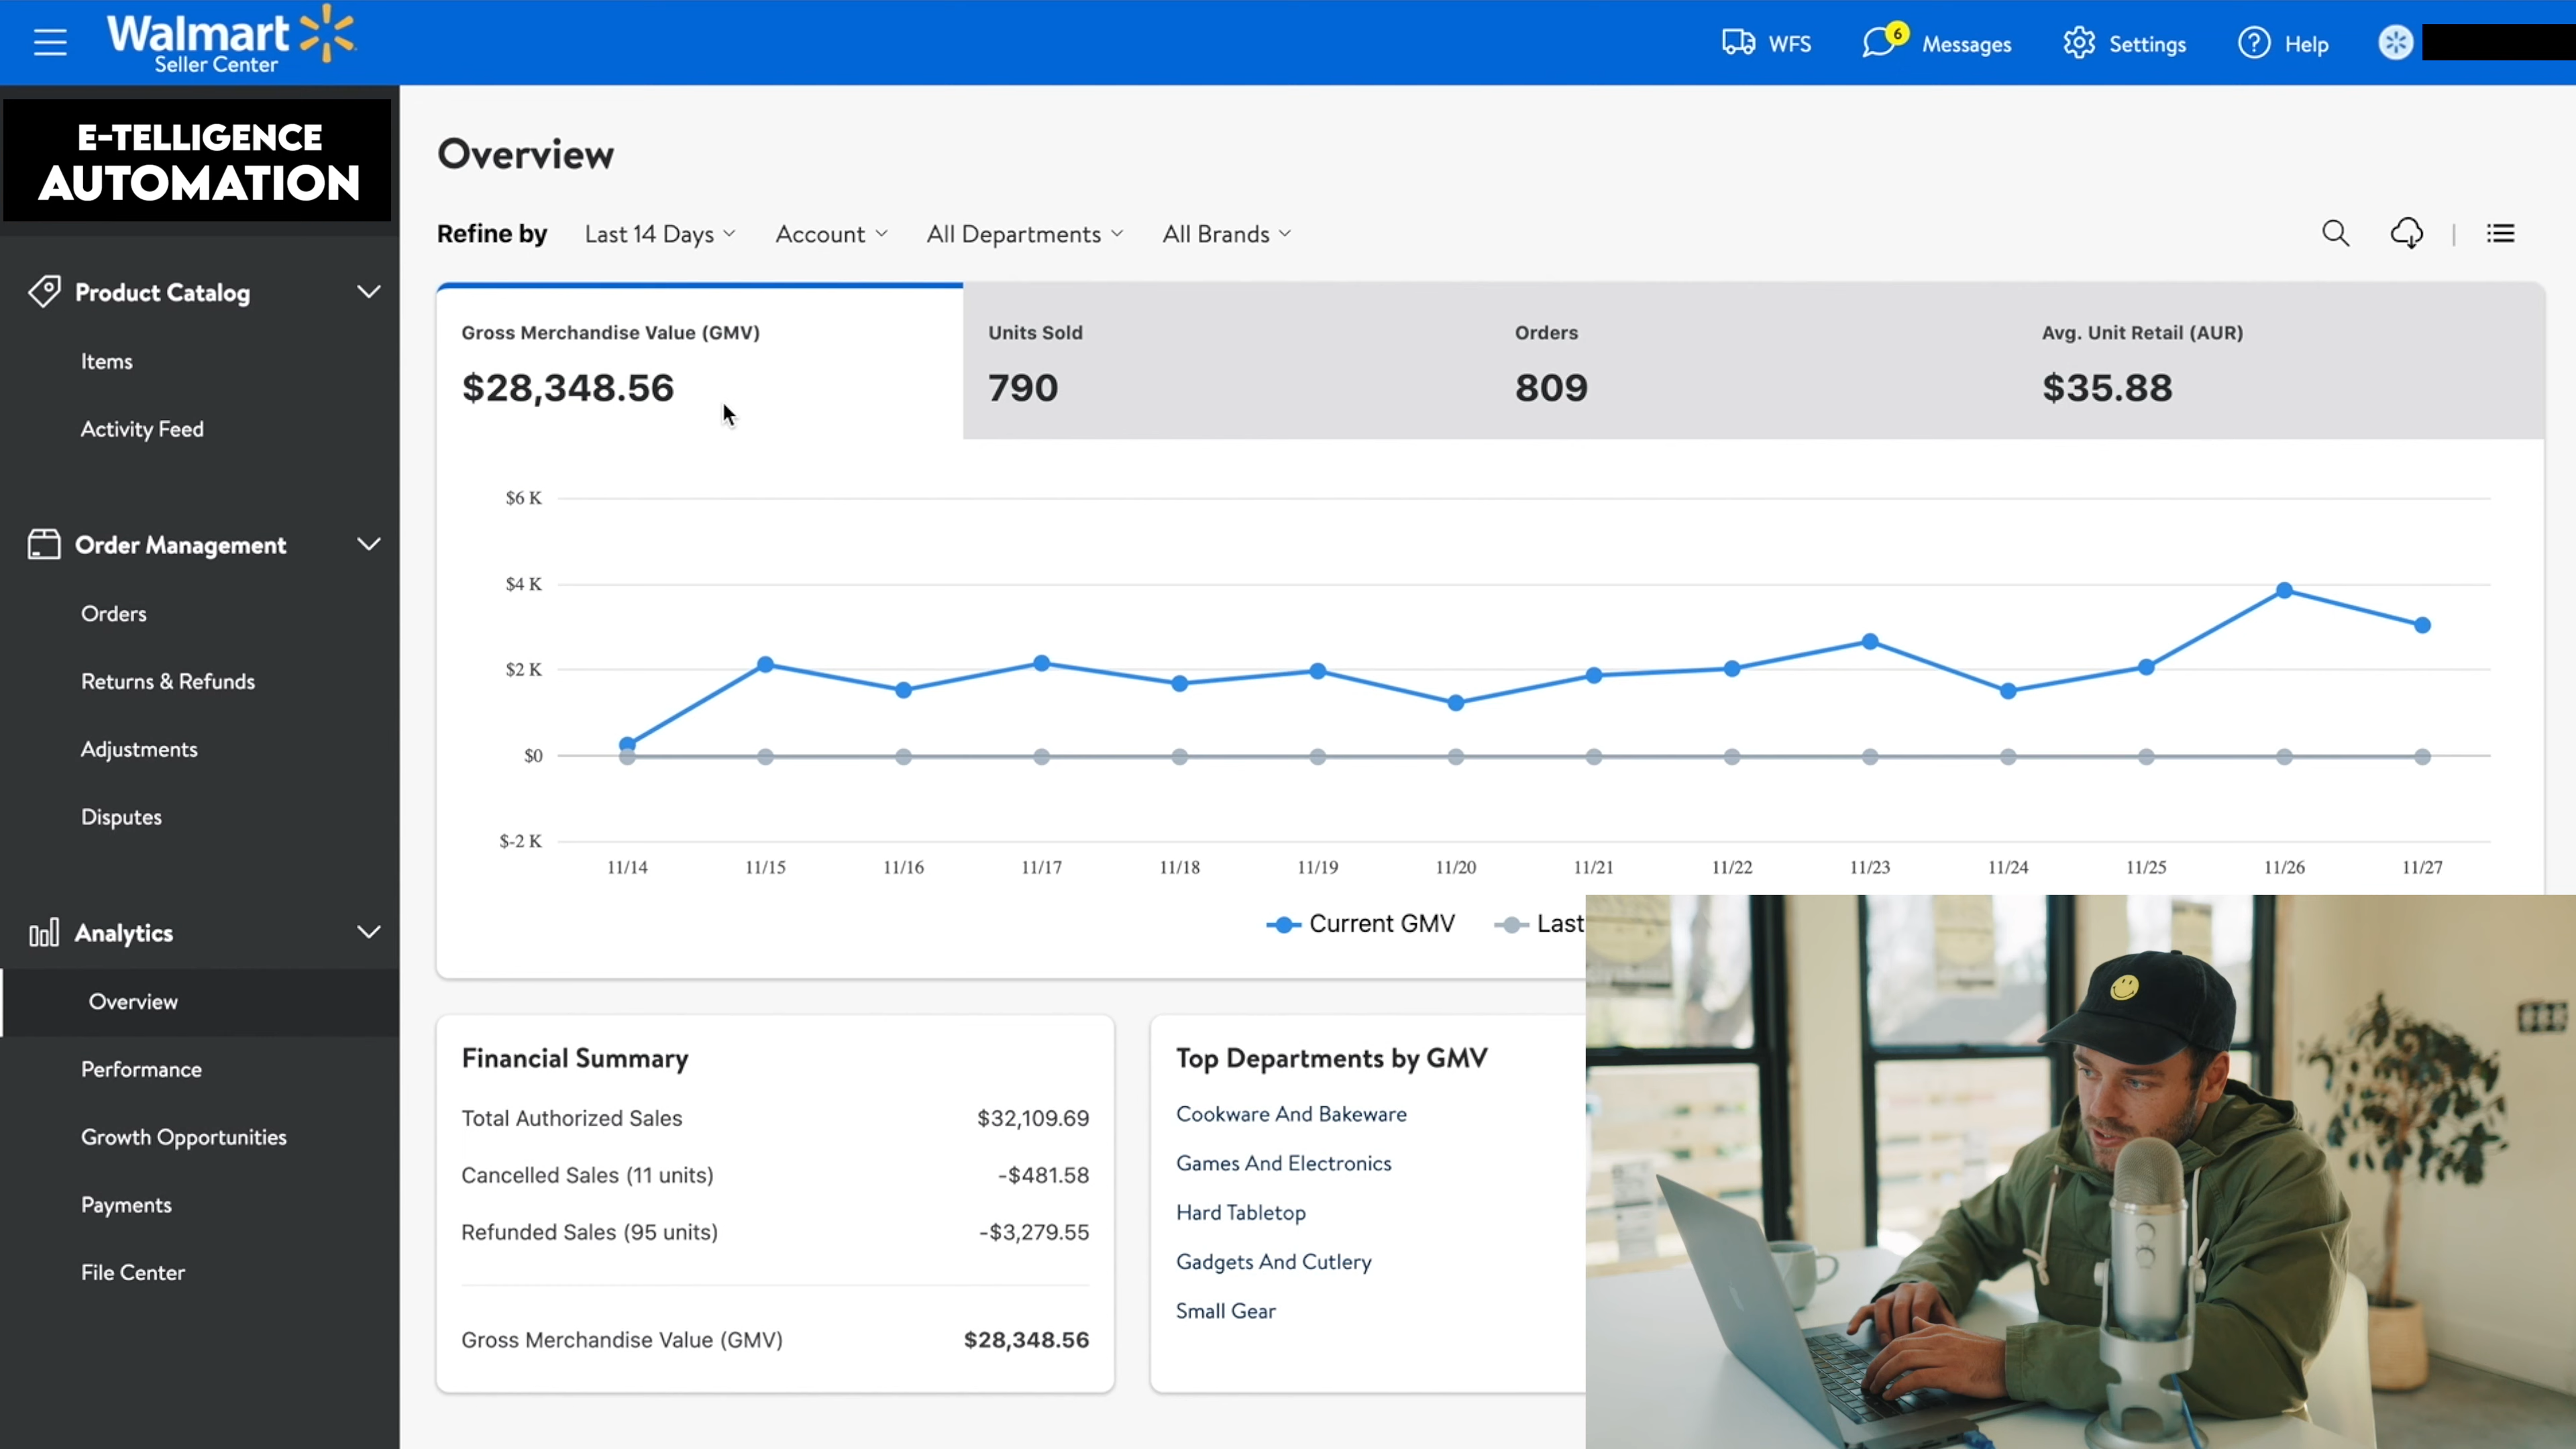 Walmart
Seller Center
WFS
6
Messages
Settings
Help
E-TELLIGENCE
AUTOMATION
Product Catalog
Items
Activity Feed
Order Management
Orders
Returns & Refunds
Adjustments
Disputes
Analytics
Overview
Performance
Growth Opportunities
Payments
File Center
Overview
Refine by Last 14 Days Account All Departments All Brands
Gross Merchandise Value (GMV)
$28,348.56
Units Sold
790
Orders
809
Avg. Unit Retail (AUR)
$35.88
$6 K
$4 K
$2 K
$0
$-2 K
11/14 11/15 11/16 11/17 11/18 11/19 11/20 11/21 11/22 11/23 11/24 11/25 11/26 11/27
Current GMV Last
Financial Summary
Total Authorized Sales $32,109.69
Cancelled Sales (11 units) -$481.58
Refunded Sales (95 units) -$3,279.55
Gross Merchandise Value (GMV) $28,348.56
Top Departments by GMV
Cookware And Bakeware
Games And Electronics
Hard Tabletop
Gadgets And Cutlery
Small Gear